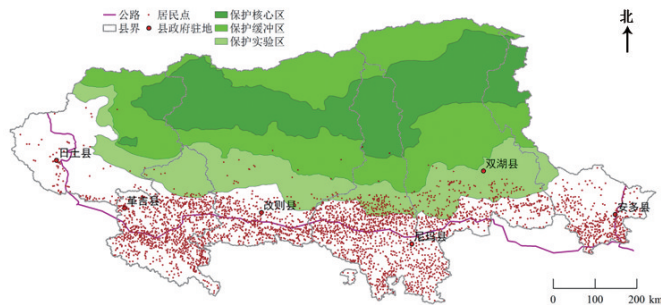 公路 居民点 保护核心区
县界 县政府驻地 保护缓冲区
保护实验区
北
日土县
双湖县
革吉县
改则县
安多县
尼玛县
0 100 200 km